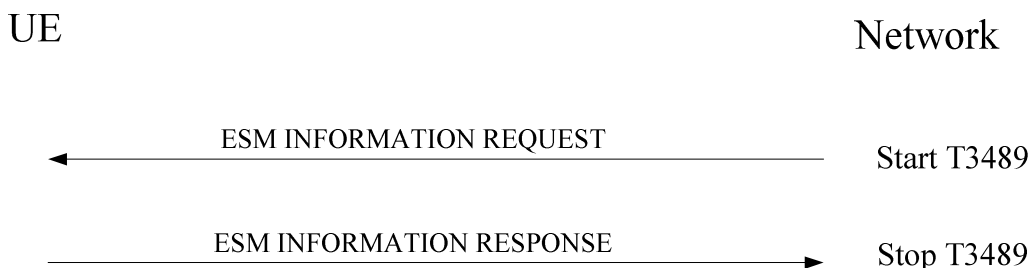 UE
Network
ESM INFORMATION REQUEST
Start T3489
ESM INFORMATION RESPONSE
Stop T3489